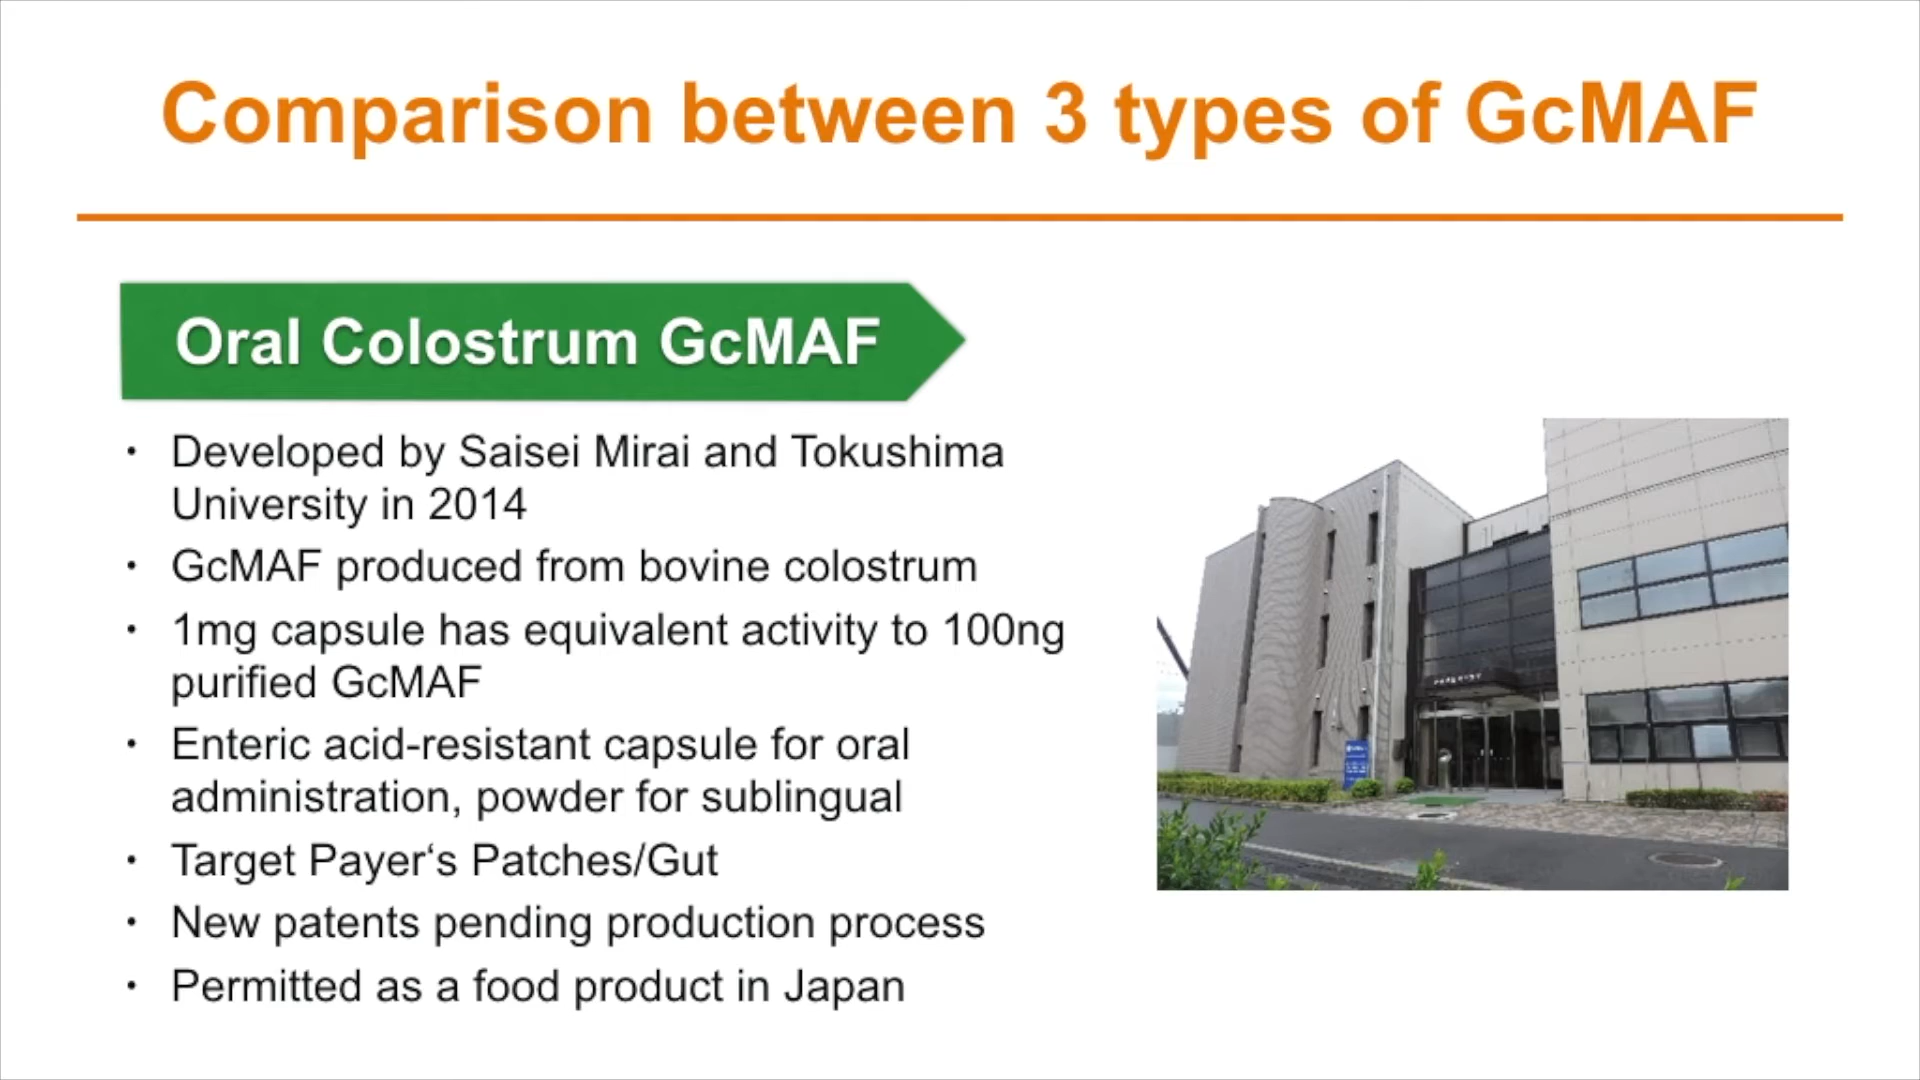 Comparison between 3 types of GcMAF
Oral Colostrum GcMAF
• Developed by Saisei Mirai and Tokushima
University in 2014
• GcMAF produced from bovine colostrum
• 1mg capsule has equivalent activity to 100ng
purified GcMAF
• Enteric acid-resistant capsule for oral
administration, powder for sublingual
• Target Payer‘s Patches/Gut
• New patents pending production process
• Permitted as a food product in Japan